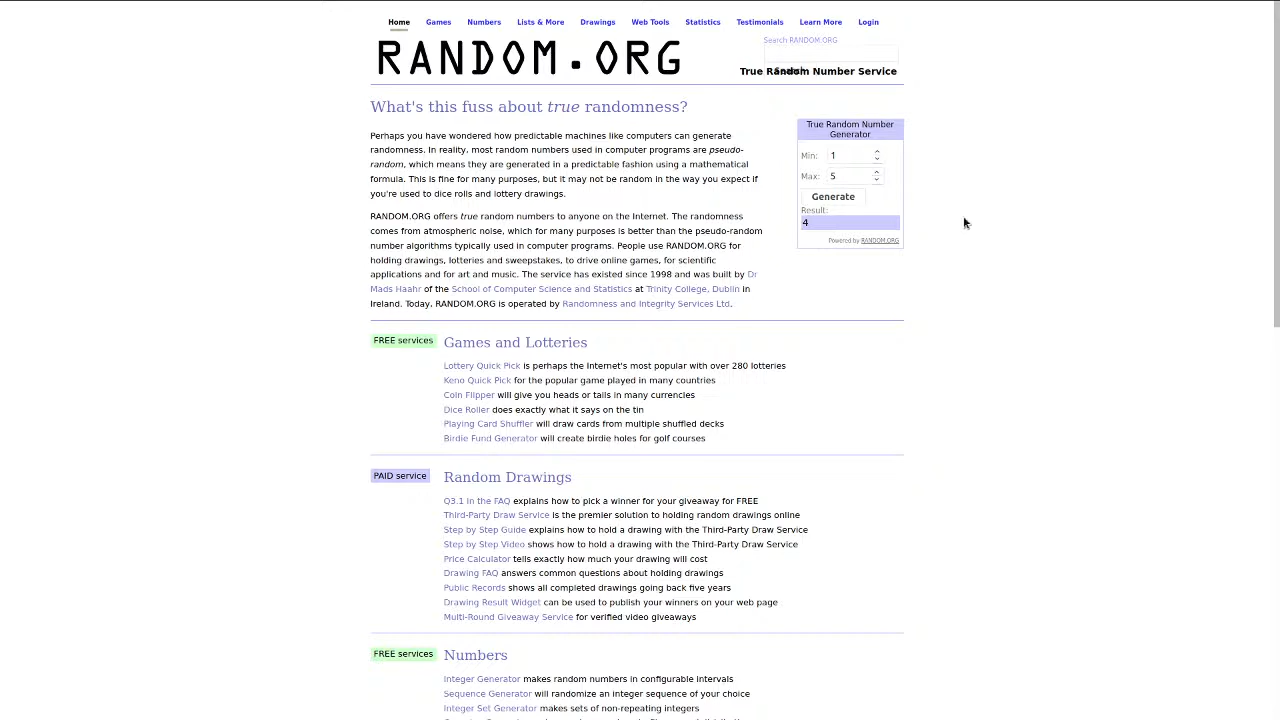 Home Games Numbers Lists & More Drawings Web Tools Statistics Testimonials Learn More Login
RANDOM.ORG
Search RANDOM.ORG
True Random Number Service
What's this fuss about true randomness?
Perhaps you have wondered how predictable machines like computers can generate
randomness. In reality, most random numbers used in computer programs are pseudo-
random, which means they are generated in a predictable fashion using a mathematical
formula. This is fine for many purposes, but it may not be random in the way you expect if
you're used to dice rolls and lottery drawings.
RANDOM.ORG offers true random numbers to anyone on the Internet. The randomness
comes from atmospheric noise, which for many purposes is better than the pseudo-random
number algorithms typically used in computer programs. People use RANDOM.ORG for
holding drawings, lotteries and sweepstakes, to drive online games, for scientific
applications and for art and music. The service has existed since 1998 and was built by Dr
Mads Haahr of the School of Computer Science and Statistics at Trinity College, Dublin in
Ireland. Today, RANDOM.ORG is operated by Randomness and Integrity Services Ltd.
True Random Number
Generator
Min: 1
Max: 5
Generate
Result:
4
Powered by RANDOM.ORG
FREE services
Games and Lotteries
Lottery Quick Pick is perhaps the Internet's most popular with over 280 lotteries
Keno Quick Pick for the popular game played in many countries
Coin Flipper will give you heads or tails in many currencies
Dice Roller does exactly what it says on the tin
Playing Card Shuffler will draw cards from multiple shuffled decks
Birdie Fund Generator will create birdie holes for golf courses
PAID service
Random Drawings
Q3.1 in the FAQ explains how to pick a winner for your giveaway for FREE
Third-Party Draw Service is the premier solution to holding random drawings online
Step by Step Guide explains how to hold a drawing with the Third-Party Draw Service
Step by Step Video shows how to hold a drawing with the Third-Party Draw Service
Price Calculator tells exactly how much your drawing will cost
Drawing FAQ answers common questions about holding drawings
Public Records shows all completed drawings going back five years
Drawing Result Widget can be used to publish your winners on your web page
Multi-Round Giveaway Service for verified video giveaways
FREE services
Numbers
Integer Generator makes random numbers in configurable intervals
Sequence Generator will randomize an integer sequence of your choice
Integer Set Generator makes sets of non-repeating integers